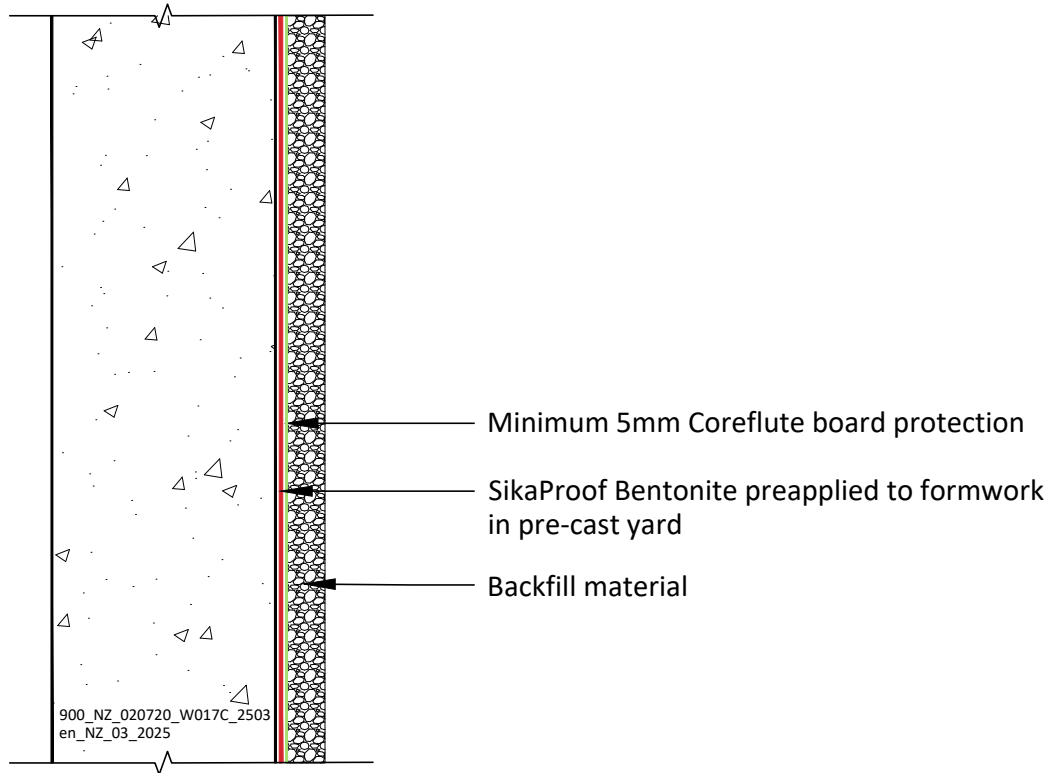 Minimum 5mm Coreflute board protection
SikaProof Bentonite preapplied to formwork
in pre-cast yard
Backfill material
900_NZ_020720_W017C_2503
en_NZ_03_2025